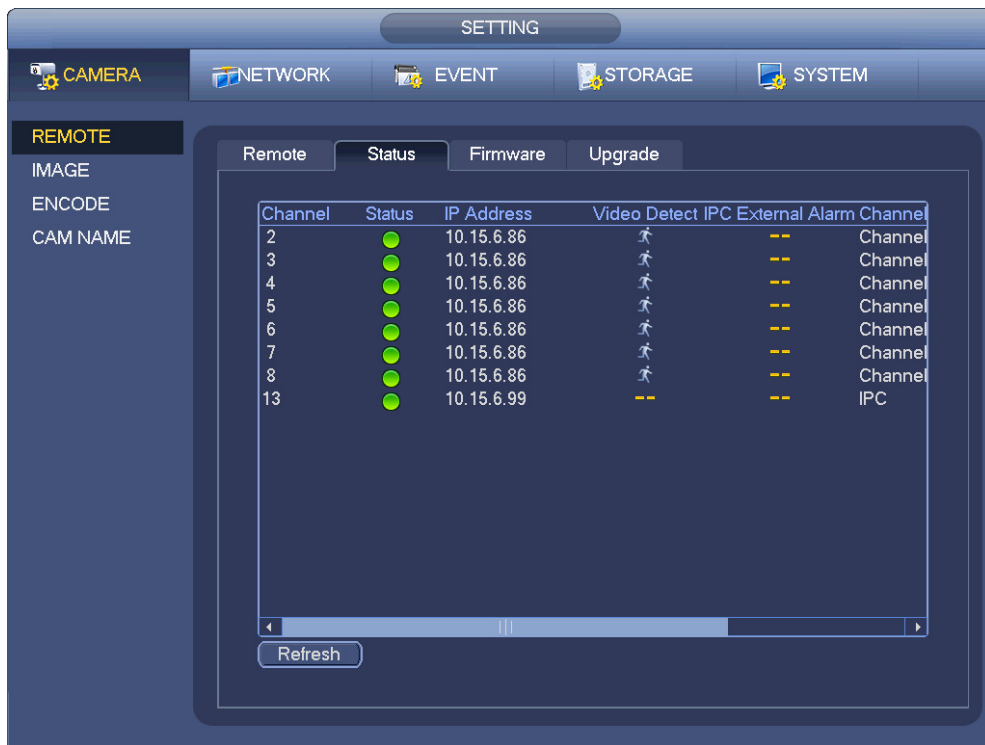 SETTING
CAMERA NETWORK EVENT STORAGE SYSTEM
REMOTE
IMAGE
ENCODE
CAM NAME
Remote Status Firmware Upgrade
Channel Status IP Address Video Detect IPC External Alarm Channel
2 10.15.6.86 -- Channel
3 10.15.6.86 -- Channel
4 10.15.6.86 -- Channel
5 10.15.6.86 -- Channel
6 10.15.6.86 -- Channel
7 10.15.6.86 -- Channel
8 10.15.6.86 -- Channel
13 10.15.6.99 -- -- IPC
Refresh